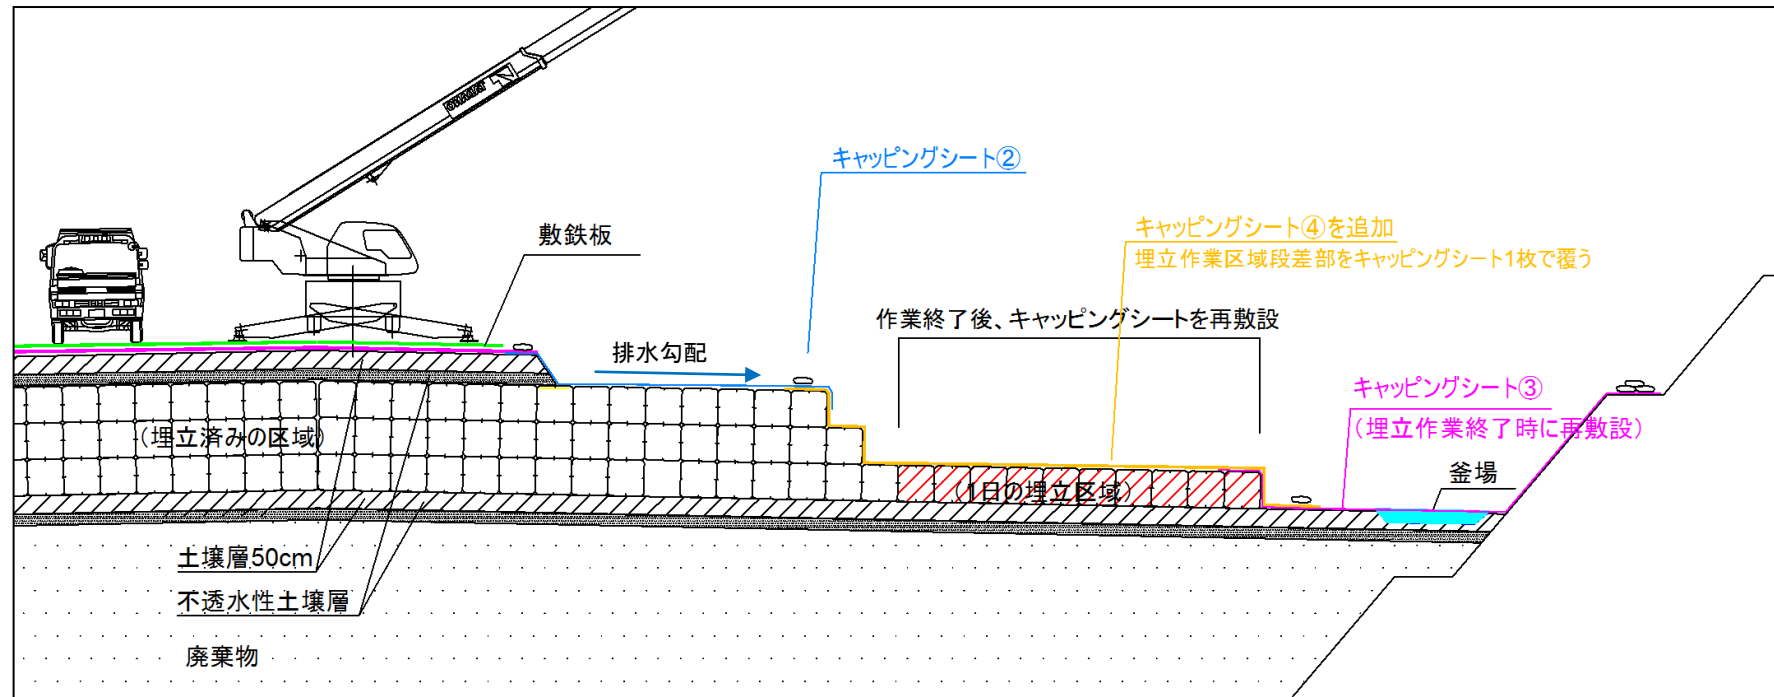 キャッピングシート②
敷鉄板
キャッピングシート④を追加
埋立作業区域段差部をキャッピングシート1枚で覆う
作業終了後、キャッピングシートを再敷設
排水勾配
キャッピングシート③
(埋立作業終了時に再敷設)
(埋立済みの区域)
釜場
(1日の埋立区域)
土壌層50cm
不透水性土壌層
廃棄物